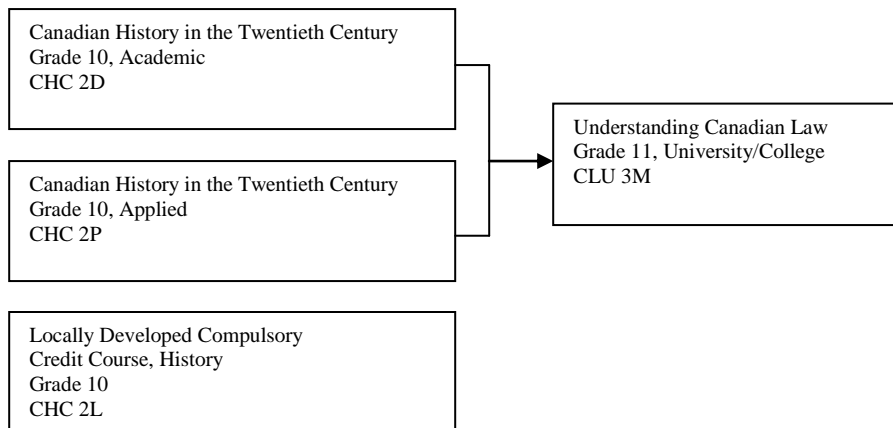 Canadian History in the Twentieth Century
Grade 10, Academic
CHC 2D
Understanding Canadian Law
Grade 11, University/College
CLU 3M
Canadian History in the Twentieth Century
Grade 10, Applied
CHC 2P
Locally Developed Compulsory
Credit Course, History
Grade 10
CHC 2L